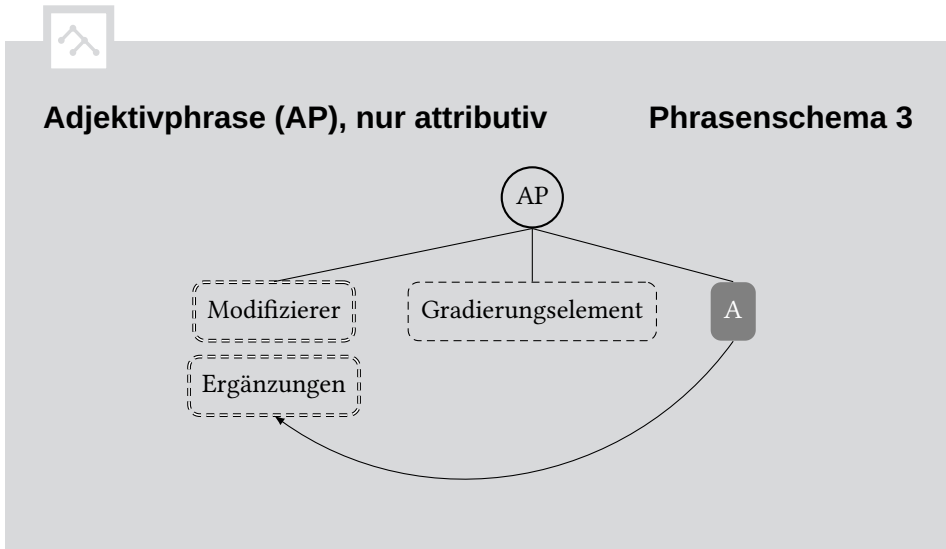 Adjektivphrase (AP), nur attributiv Phrasenschema 3
AP
Modifizierer Gradierungselement A
Ergänzungen